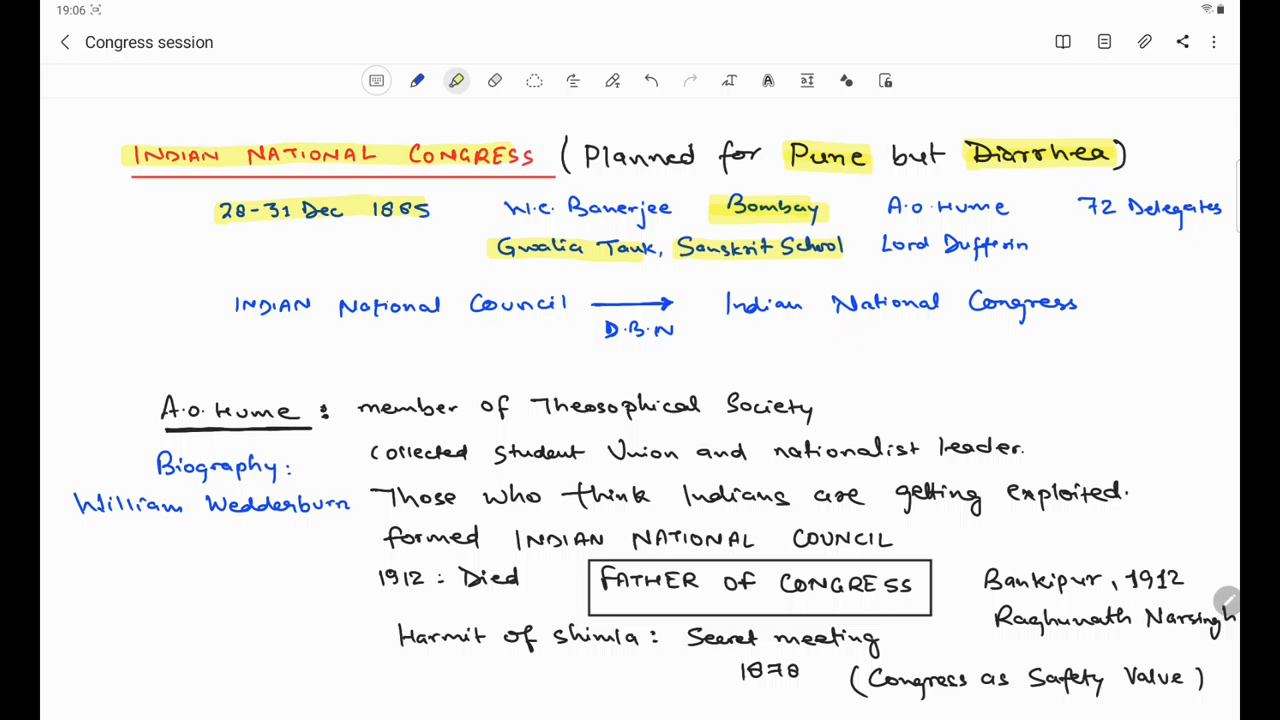 19:06
Congress session
INDIAN NATIONAL CONGRESS (Planned for Pune but Diarrhea)
28-31 Dec 1885 W.C. Banerjee Bombay A.O. Hume 72 Delegates
Gwalia Tank, Sanskrit School Lord Dufferin
INDIAN National Council → Indian National Congress
D.B.N
A.O. Hume : member of Theosophical Society
collected Student Union and nationalist leader.
Biography:
William Wedderburn Those who think Indians are getting exploited.
formed INDIAN NATIONAL COUNCIL
1912 : Died FATHER OF CONGRESS Bankipur, 1912
Raghunath Narsingh
Harmit of Shimla : Secret meeting
1878 (Congress as Safety Valve)